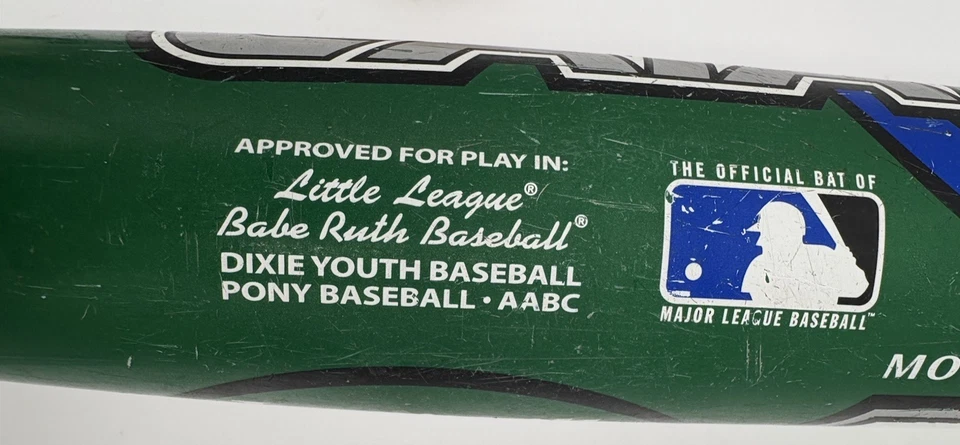 APPROVED FOR PLAY IN:
Little League®
Babe Ruth Baseball®
DIXIE YOUTH BASEBALL
PONY BASEBALL • AABC
THE OFFICIAL BAT OF
MAJOR LEAGUE BASEBALL™
MO